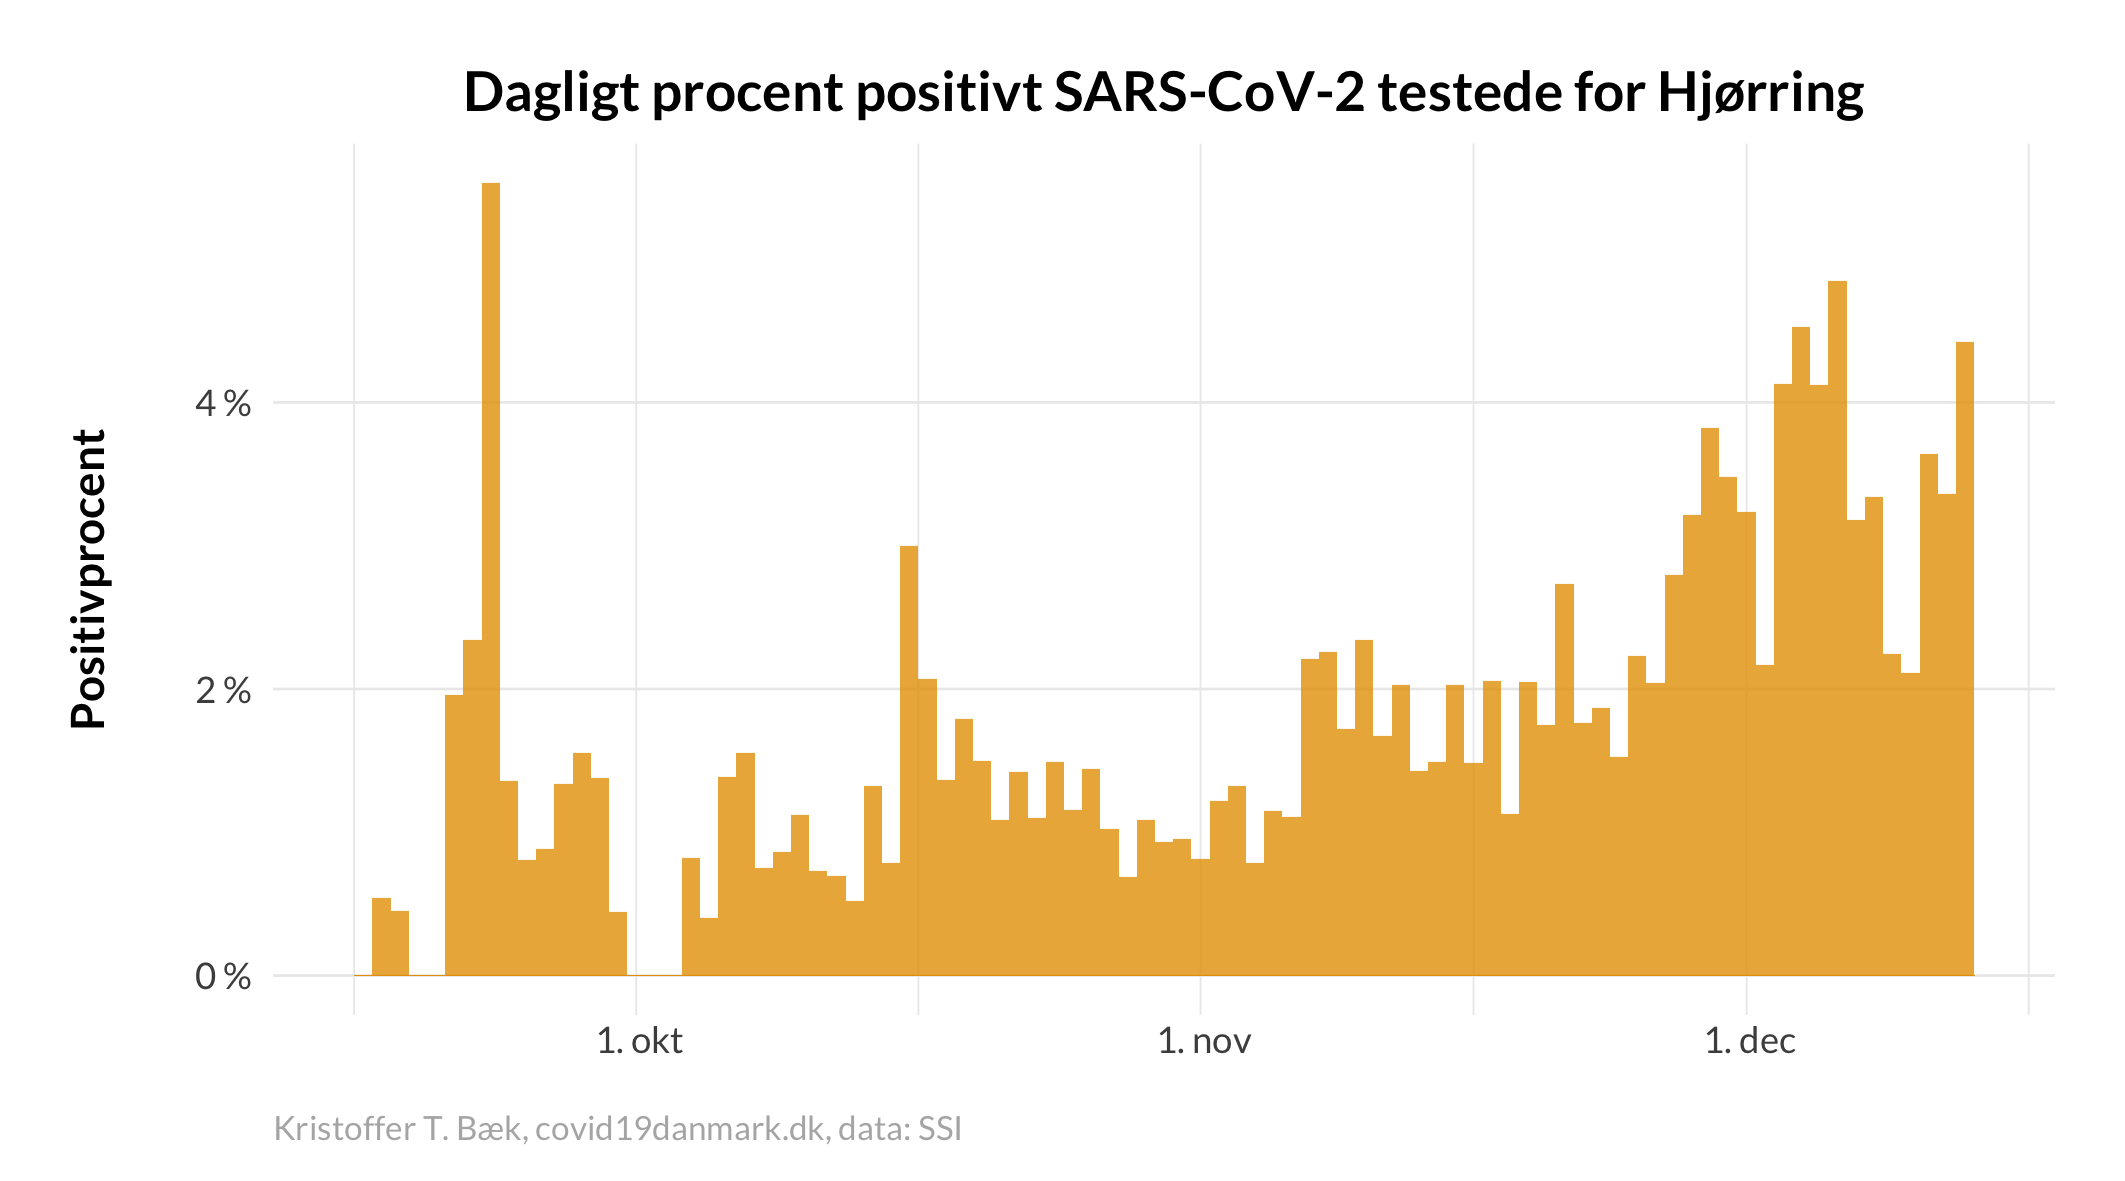 Dagligt procent positivt SARS-CoV-2 testede for Hjørring
Positivprocent
4 %
2 %
0 %
1. okt
1. nov
1. dec
Kristoffer T. Bæk, covid19danmark.dk, data: SSI